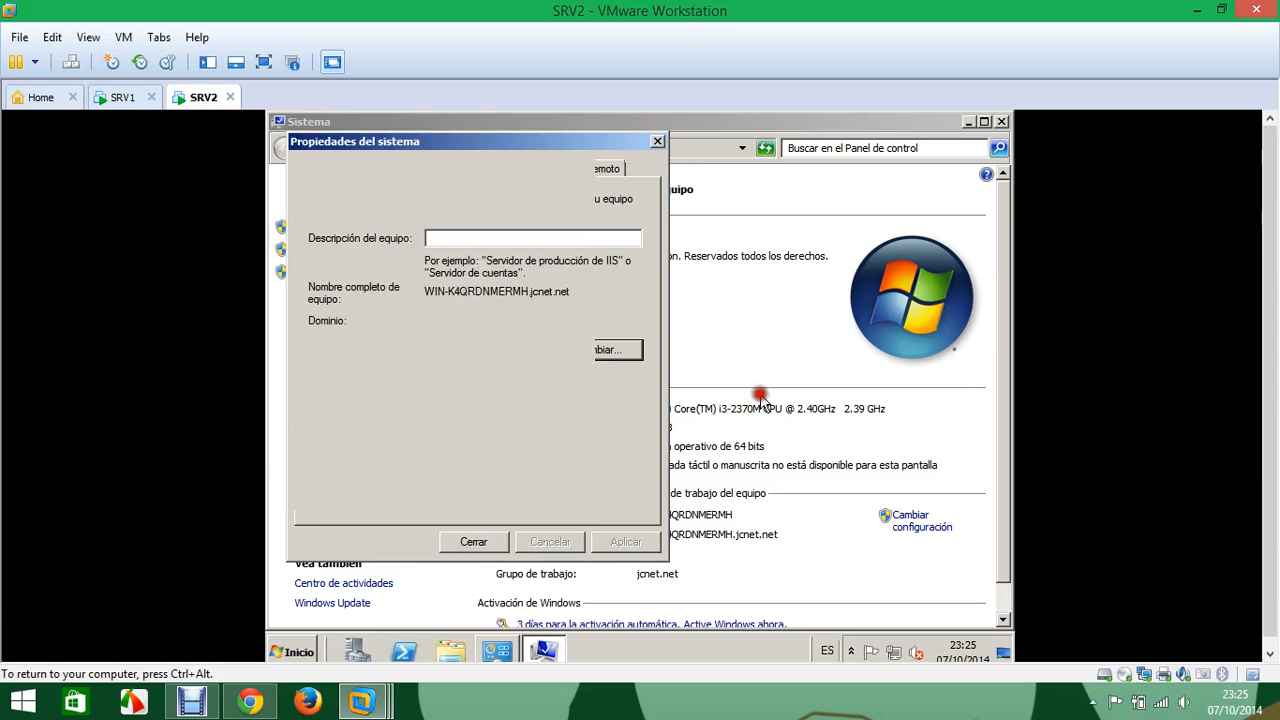 SRV2 - VMware Workstation
File Edit View VM Tabs Help
Home SRV1 SRV2
Sistema
Propiedades del sistema
Buscar en el Panel de control
emoto
quipo
u equipo
Descripción del equipo:
on. Reservados todos los derechos.
Por ejemplo: "Servidor de producción de IIS" o
"Servidor de cuentas".
Nombre completo de
equipo:
WIN-K4QRDNMERMH.jcnet.net
Dominio:
mbiar...
) Core(TM) i3-2370M CPU @ 2.40GHz 2.39 GHz
operativo de 64 bits
ada táctil o manuscrita no está disponible para esta pantalla
de trabajo del equipo
QRDNMERMH
Cambiar
configuración
QRDNMERMH.jcnet.net
Cerrar Cancelar Aplicar
Vea también
Centro de actividades
Grupo de trabajo: jcnet.net
Windows Update
Activación de Windows
3 días para la activación automática. Active Windows ahora.
Inicio
ES
23:25
07/10/2014
To return to your computer, press Ctrl+Alt.
23:25
07/10/2014